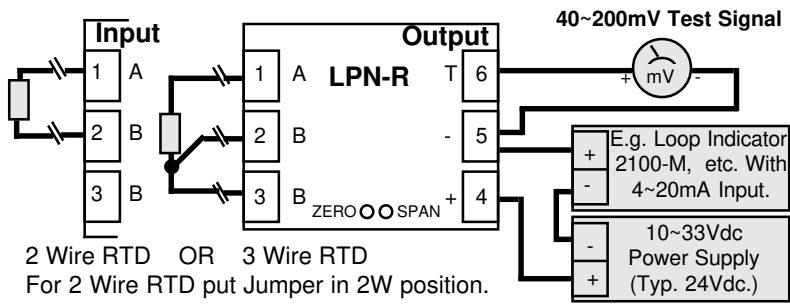 40~200mV Test Signal
Input
Output
LPN-R
1 A
2 B
3 B
1 A
2 B
3 B
T 6
- 5
+ 4
+ mV -
ZERO SPAN
+
-
E.g. Loop Indicator
2100-M, etc. With
4~20mA Input.
-
+
10~33Vdc
Power Supply
(Typ. 24Vdc.)
2 Wire RTD OR 3 Wire RTD
For 2 Wire RTD put Jumper in 2W position.